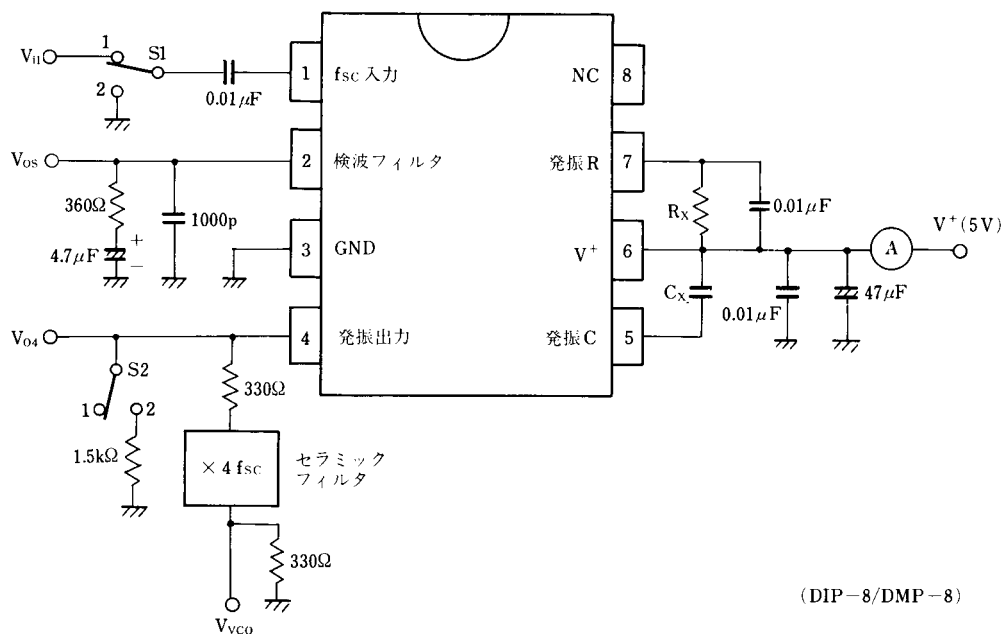 Vi1
1
S1
2
0.01μF
1
fSC 入力
NC
8
VOS
2
検波フィルタ
発振R
7
360Ω
4.7μF
+
−
1000p
RX
0.01μF
V+(5V)
3
GND
V+
6
A
CX
0.01μF
47μF
VO4
4
発振出力
発振C
5
S2
1
2
330Ω
1.5kΩ
× 4 fSC
セラミック
フィルタ
330Ω
VVCO
(DIP−8/DMP−8)